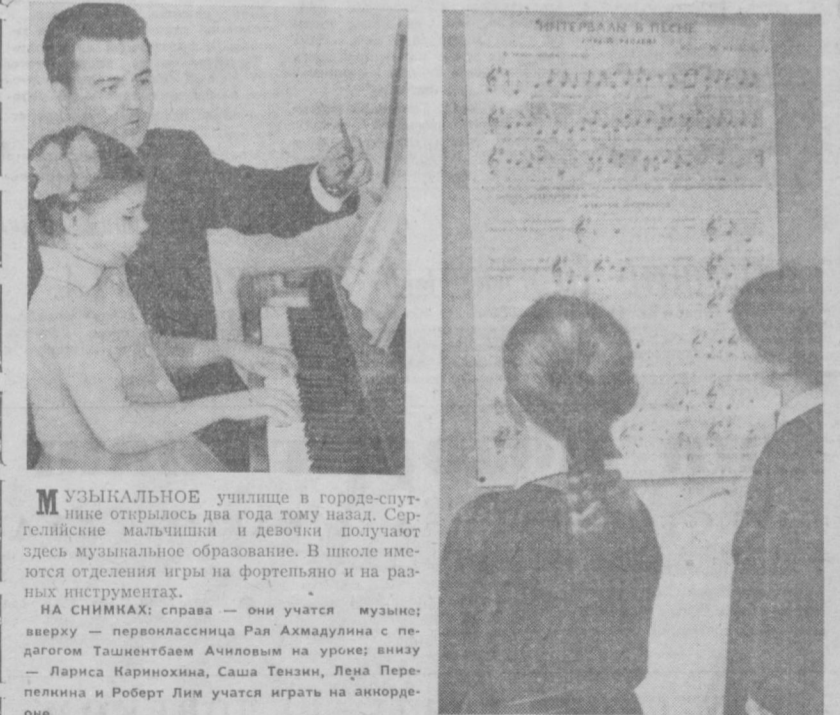 ИНТЕРВАЛЫ В ПЕСНЕ
МУЗЫКАЛЬНОЕ училище в городе-спут-
нике открылось два года тому назад. Сер-
гелийские мальчишки и девочки получают
здесь музыкальное образование. В школе име-
ются отделения игры на фортепьяно и на раз-
ных инструментах.
НА СНИМКАХ: справа — они учатся музыке;
вверху — первоклассница Рая Ахмадулина с пе-
дагогом Ташкентбаем Ачиловым на уроке; внизу
— Лариса Каринохина, Саша Тензин, Лена Пере-
пелкина и Роберт Лим учатся играть на аккорде-
оне.